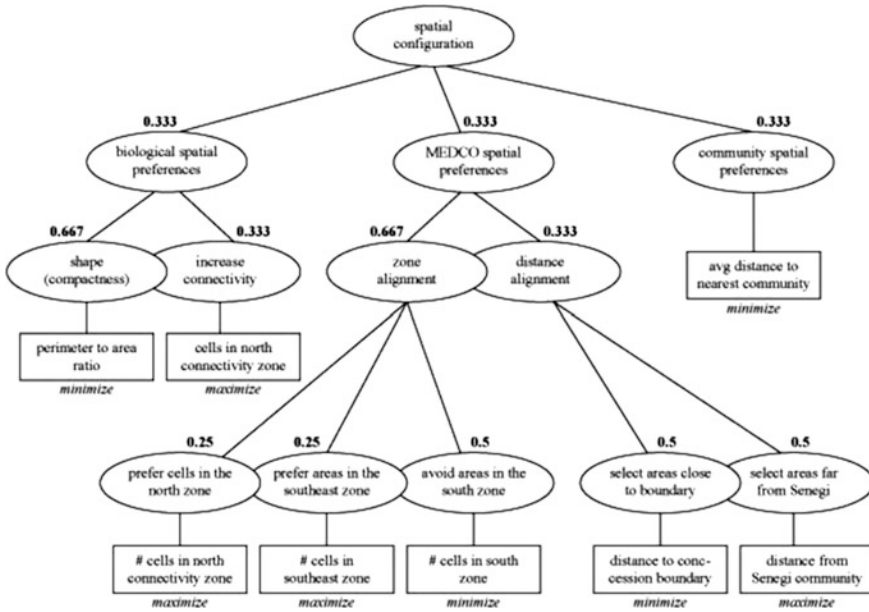 spatial
configuration
0.333
0.333
0.333
biological spatial
preferences
MEDCO spatial
preferences
community spatial
preferences
0.667
0.333
0.667
0.333
shape
(compactness)
increase
connectivity
zone
alignment
distance
alignment
avg distance to
nearest community
minimize
perimeter to area
ratio
minimize
cells in north
connectivity zone
maximize
0.25
0.25
0.5
0.5
0.5
prefer cells in the
north zone
prefer areas in the
southeast zone
avoid areas in the
south zone
select areas close
to boundary
select areas far
from Senegi
# cells in north
connectivity zone
maximize
# cells in
southeast zone
maximize
# cells in south
zone
minimize
distance to conc-
cession boundary
minimize
distance from
Senegi community
maximize